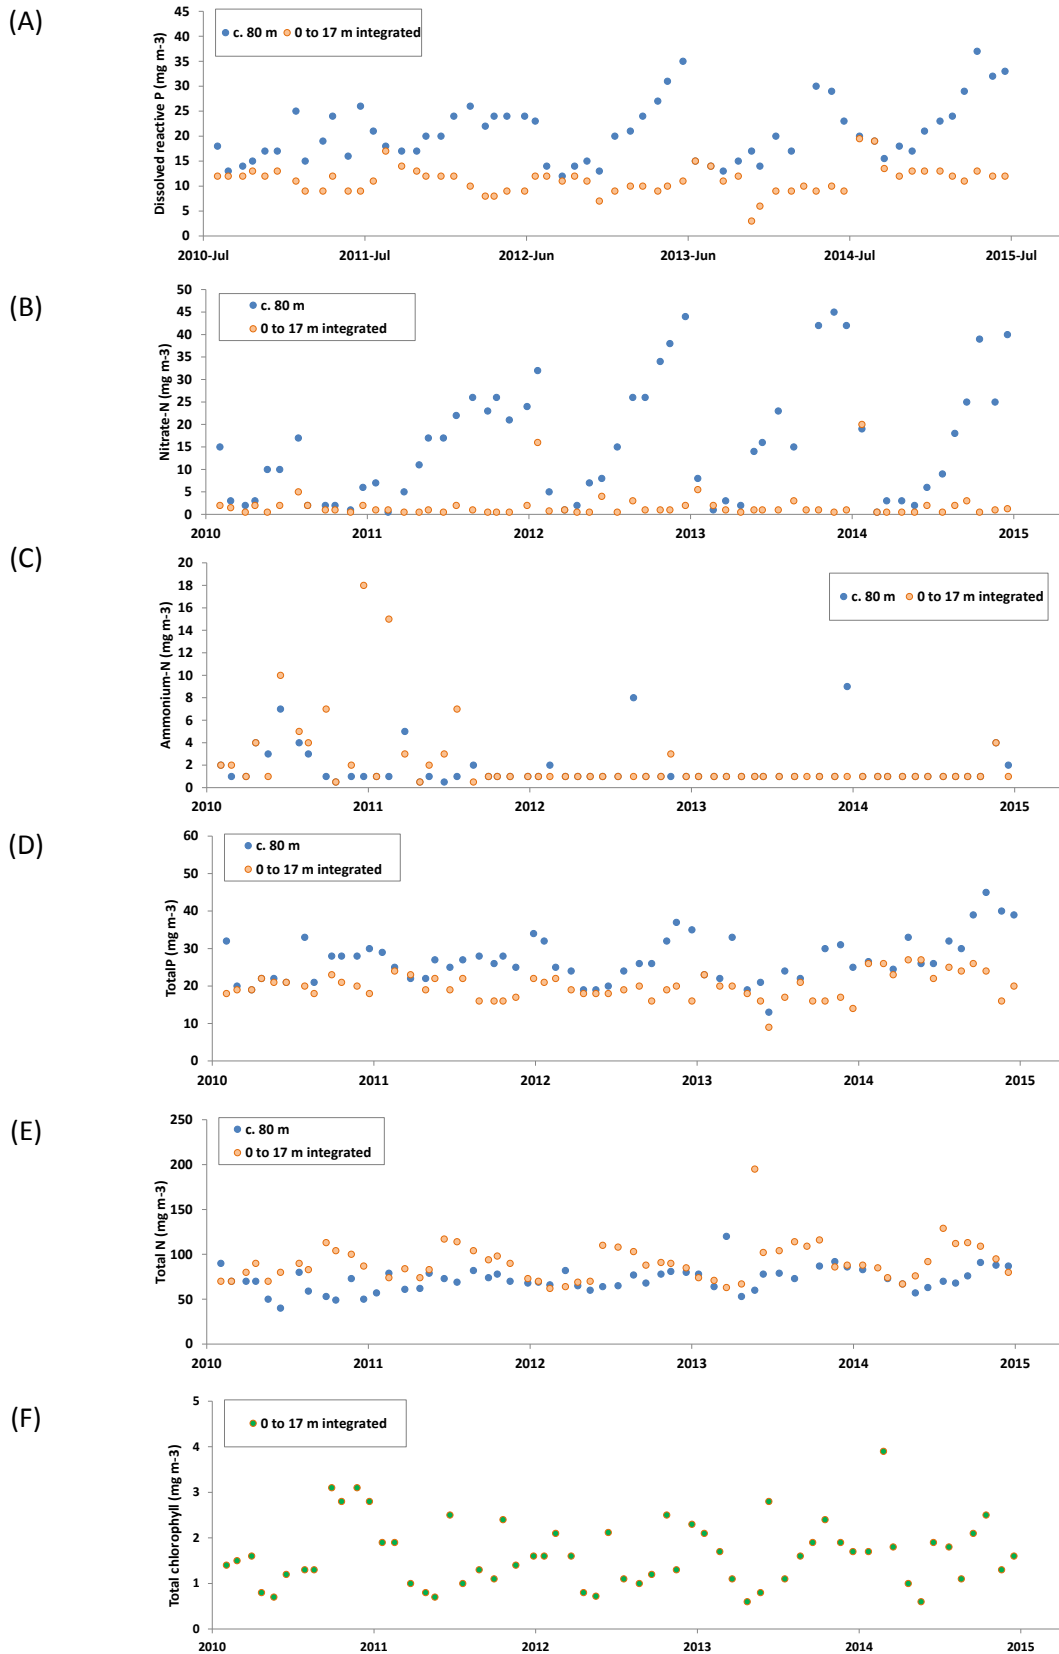 (A)
Dissolved reactive P (mg m-3)
45
40
35
30
25
20
15
10
5
0
c. 80 m 0 to 17 m integrated
2010-Jul 2011-Jul 2012-Jun 2013-Jun 2014-Jul 2015-Jul
(B)
Nitrate-N (mg m-3)
50
45
40
35
30
25
20
15
10
5
0
c. 80 m
0 to 17 m integrated
2010 2011 2012 2013 2014 2015
(C)
Ammonium-N (mg m-3)
20
18
16
14
12
10
8
6
4
2
0
c. 80 m 0 to 17 m integrated
2010 2011 2012 2013 2014 2015
(D)
TotalP (mg m-3)
60
50
40
30
20
10
0
c. 80 m
0 to 17 m integrated
2010 2011 2012 2013 2014 2015
(E)
Total N (mg m-3)
250
200
150
100
50
0
c. 80 m
0 to 17 m integrated
2010 2011 2012 2013 2014 2015
(F)
Total chlorophyll (mg m-3)
5
4
3
2
1
0
0 to 17 m integrated
2010 2011 2012 2013 2014 2015